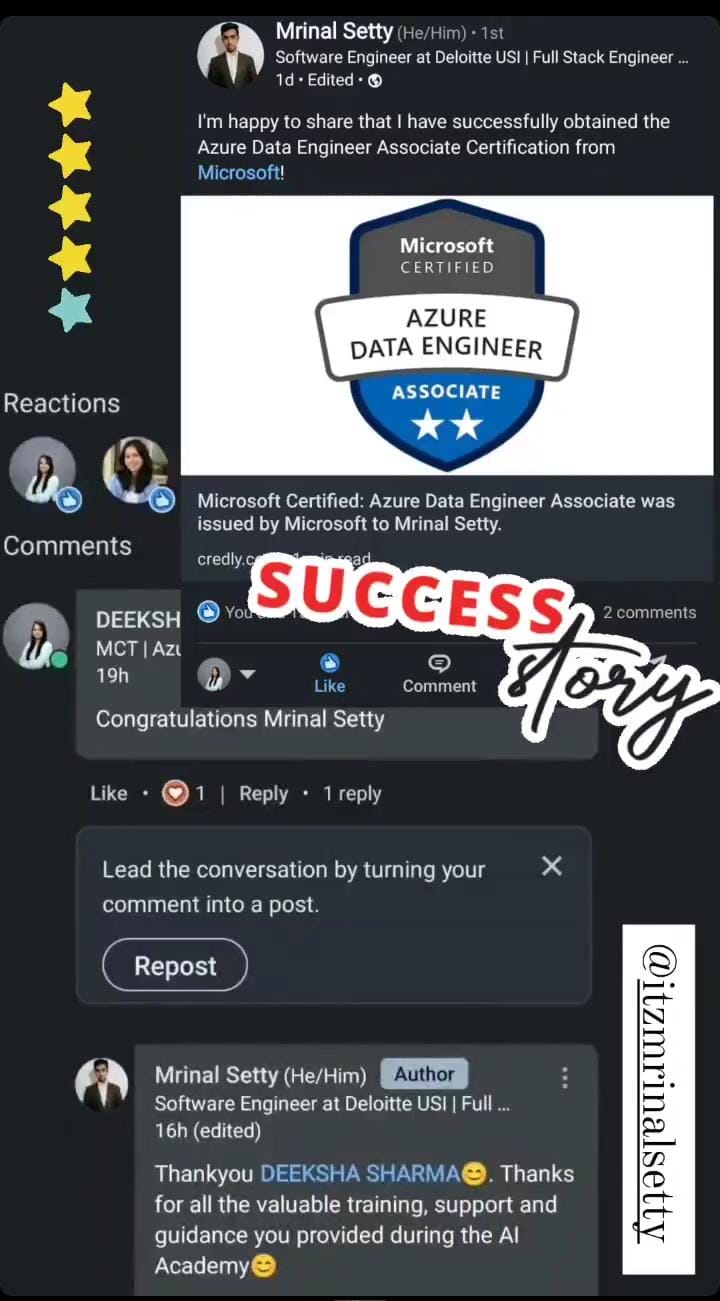 Mrinal Setty (He/Him) • 1st
Software Engineer at Deloitte USI | Full Stack Engineer ...
1d • Edited •
I'm happy to share that I have successfully obtained the
Azure Data Engineer Associate Certification from
Microsoft!
Microsoft
CERTIFIED
AZURE
DATA ENGINEER
ASSOCIATE
Reactions
Microsoft Certified: Azure Data Engineer Associate was
issued by Microsoft to Mrinal Setty.
credly.c min read
Comments
SUCCESS
story
You
2 comments
Like
Comment
DEEKSH
MCT | Azu
19h
Congratulations Mrinal Setty
Like • 1 | Reply • 1 reply
Lead the conversation by turning your
comment into a post.
Repost
@itzmrinalsetty
Mrinal Setty (He/Him) Author
Software Engineer at Deloitte USI | Full ...
16h (edited)
Thankyou DEEKSHA SHARMA😊. Thanks
for all the valuable training, support and
guidance you provided during the AI
Academy😊